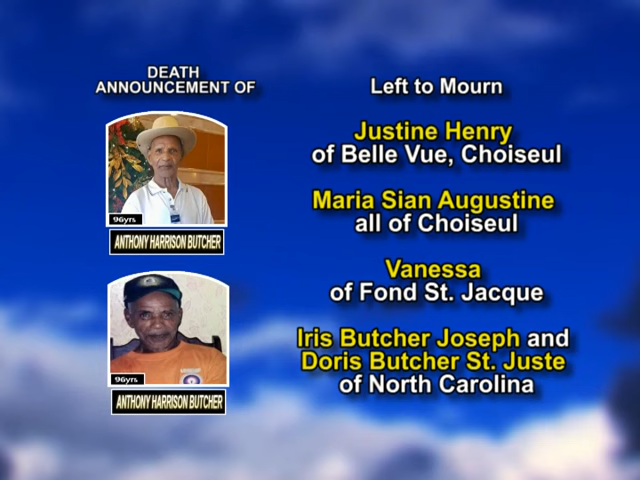 DEATH
ANNOUNCEMENT OF
96yrs
ANTHONY HARRISON BUTCHER
96yrs
ANTHONY HARRISON BUTCHER
Left to Mourn
Justine Henry
of Belle Vue, Choiseul
Maria Sian Augustine
all of Choiseul
Vanessa
of Fond St. Jacque
Iris Butcher Joseph and
Doris Butcher St. Juste
of North Carolina